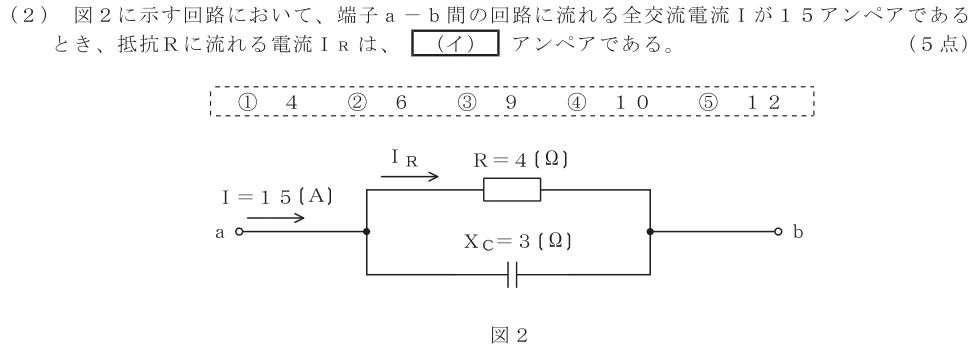 (2) 図2に示す回路において、端子a-b間の回路に流れる全交流電流Iが15アンペアである
とき、抵抗Rに流れる電流IRは、 (イ) アンペアである。 (5点)
① 4 ② 6 ③ 9 ④ 10 ⑤ 12
IR
R=4〔Ω〕
I=15〔A〕
a
XC=3〔Ω〕
b
図2